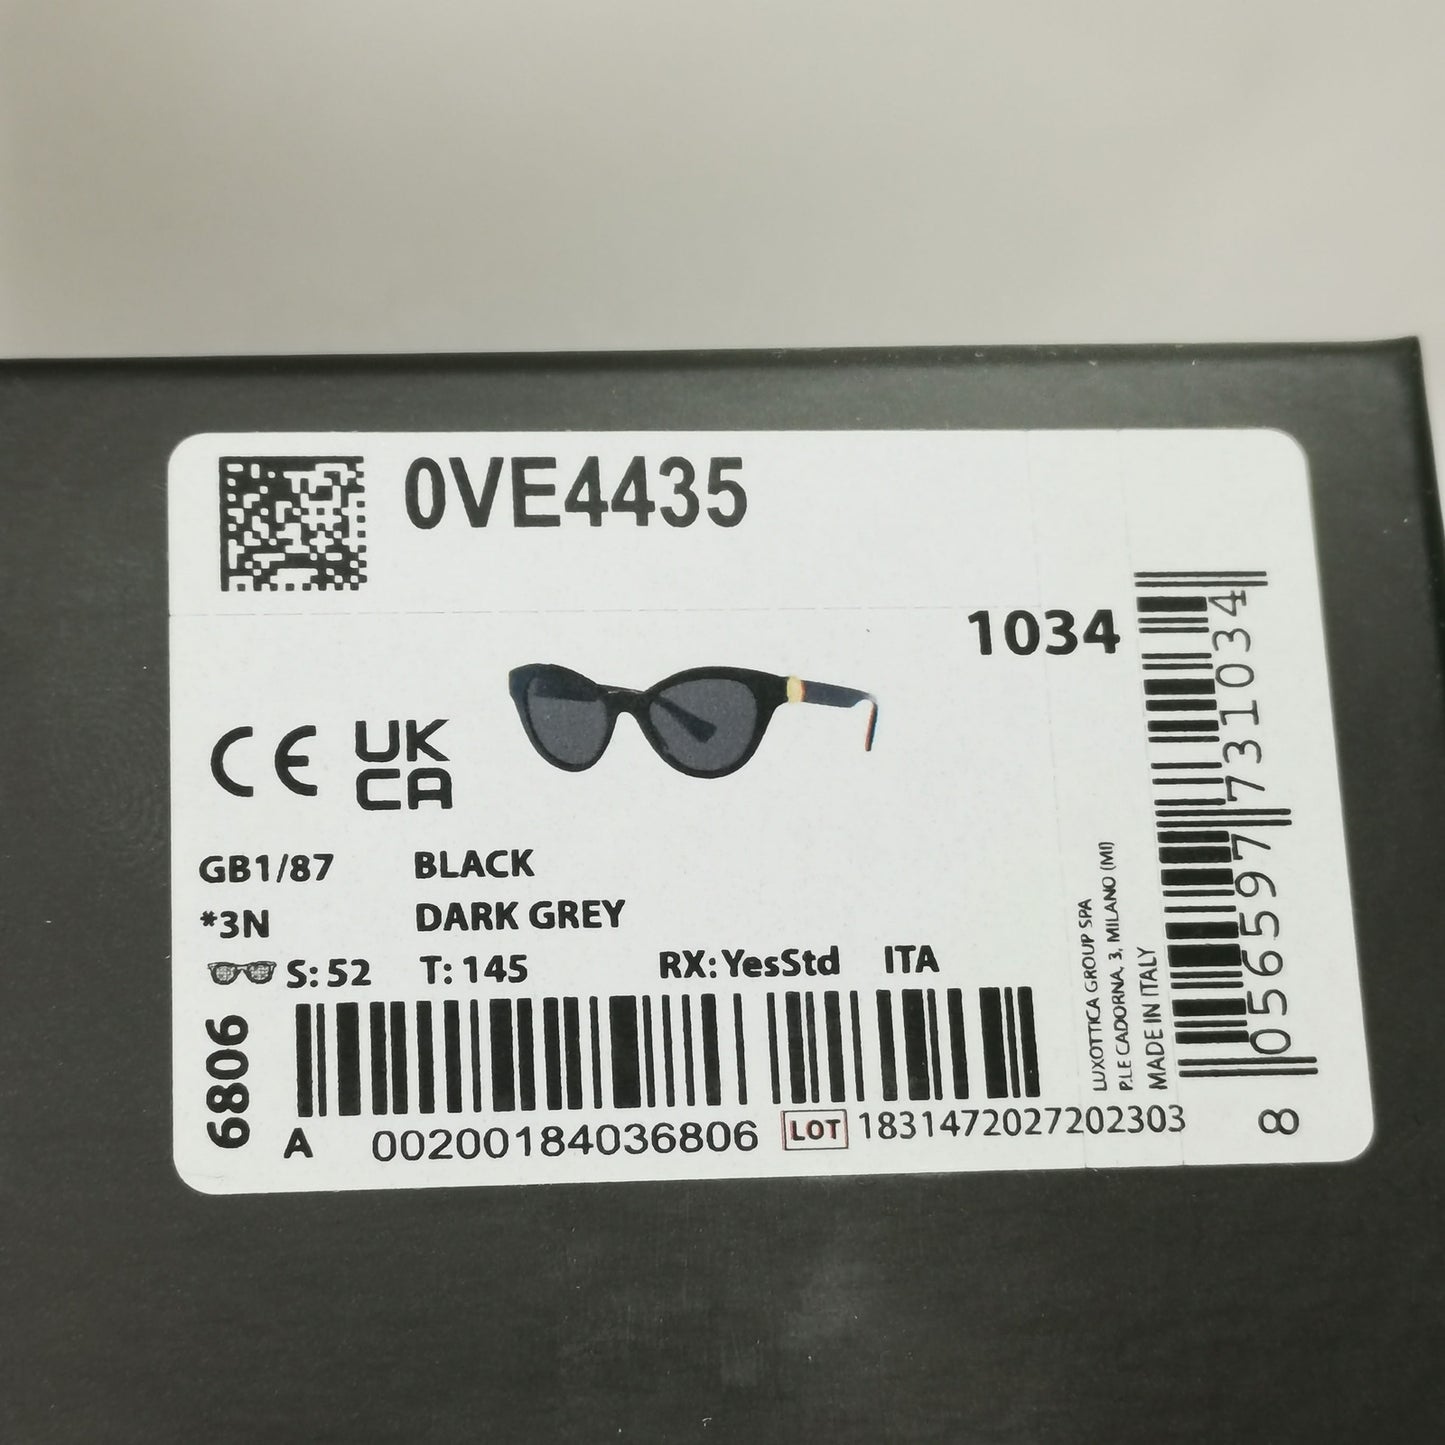 0VE4435
1034
CE
UK
CA
GB1/87 BLACK
*3N DARK GREY
S: 52 T: 145 RX: YesStd ITA
6806
A 00200184036806
LOT 1831472027202303
LUXOTTICA GROUP SPA
P.LE CADORNA, 3, MILANO (MI)
MADE IN ITALY
8 056597 731034